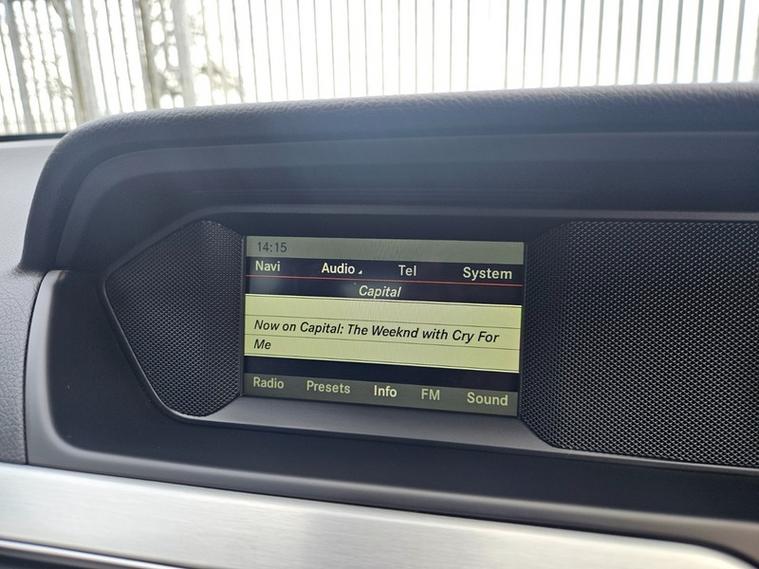 14:15
Navi Audio Tel System
Capital
Now on Capital: The Weeknd with Cry For
Me
Radio Presets Info FM Sound